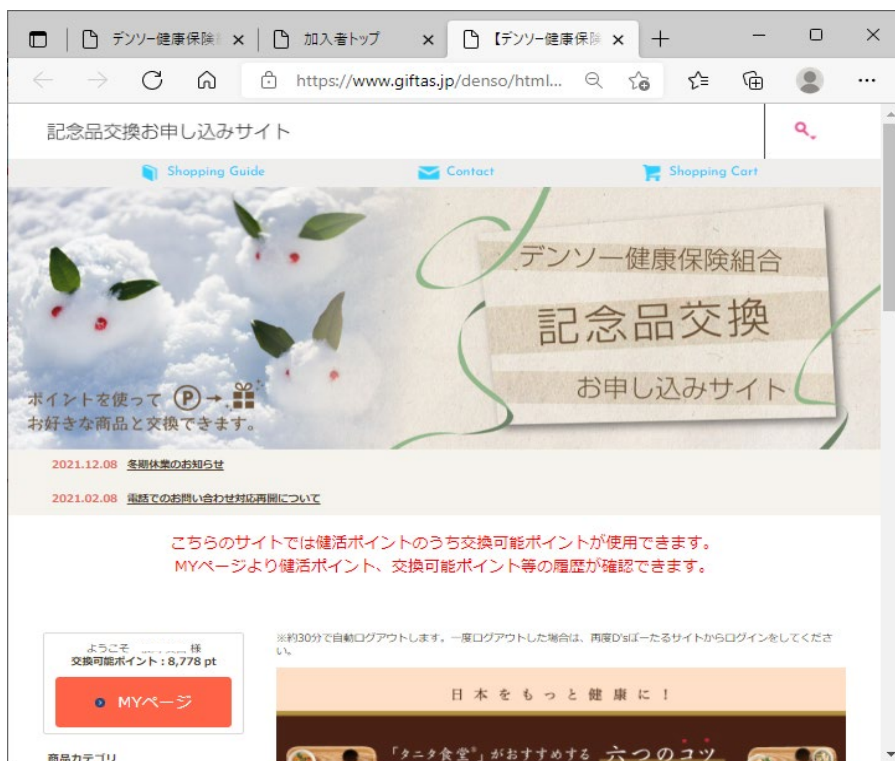 デンソー健康保険
加入者トップ
【デンソー健康保険
https://www.giftas.jp/denso/html...
記念品交換お申し込みサイト
Shopping Guide
Contact
Shopping Cart
デンソー健康保険組合
記念品交換
お申し込みサイト
ポイントを使って P→
お好きな商品と交換できます。
2021.12.08 冬期休業のお知らせ
2021.02.08 電話でのお問い合わせ対応再開について
こちらのサイトでは健活ポイントのうち交換可能ポイントが使用できます。
MYページより健活ポイント、交換可能ポイント等の履歴が確認できます。
ようこそ 様
交換可能ポイント：8,778 pt
MYページ
商品カテゴリ
※約30分で自動ログアウトします。一度ログアウトした場合は、再度D'sぽーたるサイトからログインをしてくださ
い。
日本をもっと健康に！
「タニタ食堂®」がおすすめする 六つのコツ